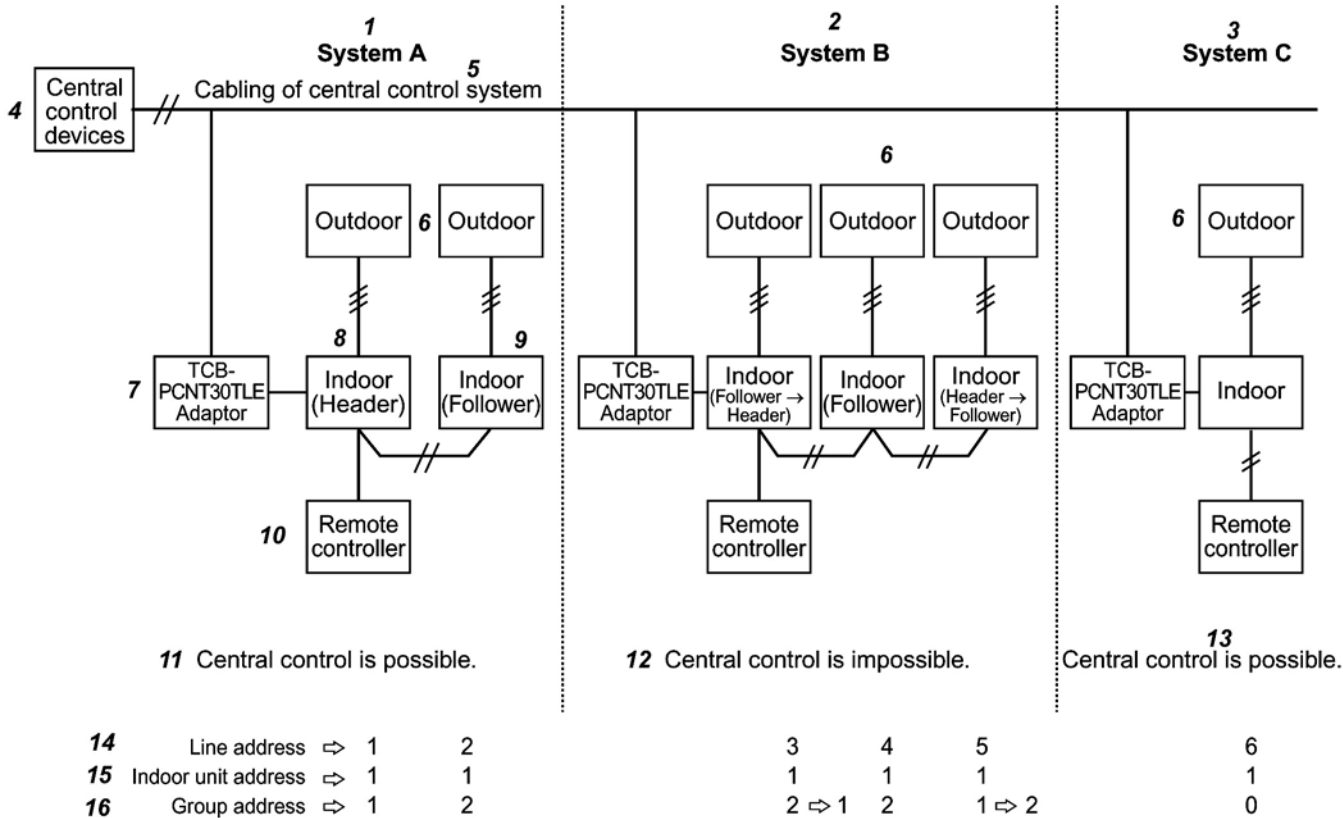 1 2 3
System A System B System C
5
4 Central control devices // Cabling of central control system
6
Outdoor 6 Outdoor Outdoor Outdoor Outdoor 6 Outdoor
8 9
7 TCB-PCNT30TLE Adaptor Indoor (Header) Indoor (Follower) TCB-PCNT30TLE Adaptor Indoor (Follower → Header) Indoor (Follower) Indoor (Header → Follower) TCB-PCNT30TLE Adaptor Indoor
10 Remote controller Remote controller Remote controller
13
11 Central control is possible. 12 Central control is impossible. Central control is possible.
14 Line address ⇨ 1 2 3 4 5 6
15 Indoor unit address ⇨ 1 1 1 1 1 1
16 Group address ⇨ 1 2 2 ⇨ 1 2 1 ⇨ 2 0